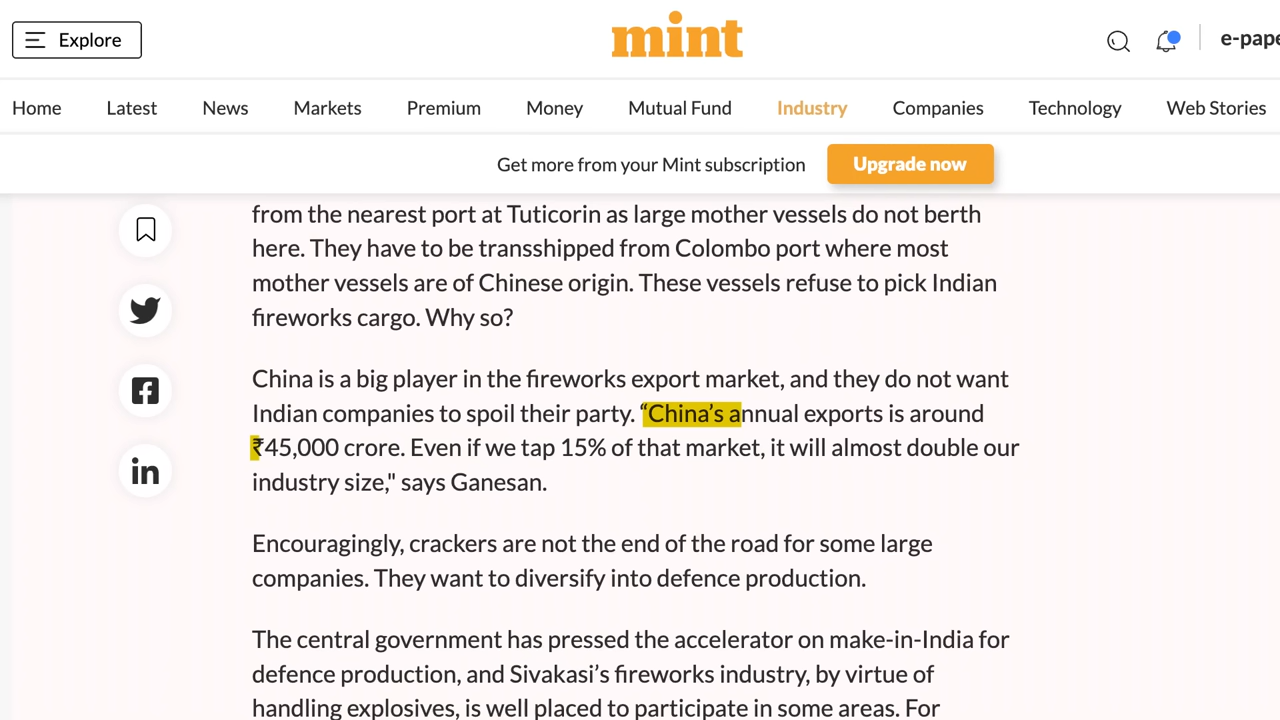 Explore
mint
e-pape
Home Latest News Markets Premium Money Mutual Fund Industry Companies Technology Web Stories
Get more from your Mint subscription Upgrade now
from the nearest port at Tuticorin as large mother vessels do not berth
here. They have to be transshipped from Colombo port where most
mother vessels are of Chinese origin. These vessels refuse to pick Indian
fireworks cargo. Why so?
China is a big player in the fireworks export market, and they do not want
Indian companies to spoil their party. “China’s annual exports is around
₹45,000 crore. Even if we tap 15% of that market, it will almost double our
industry size," says Ganesan.
Encouragingly, crackers are not the end of the road for some large
companies. They want to diversify into defence production.
The central government has pressed the accelerator on make-in-India for
defence production, and Sivakasi’s fireworks industry, by virtue of
handling explosives, is well placed to participate in some areas. For